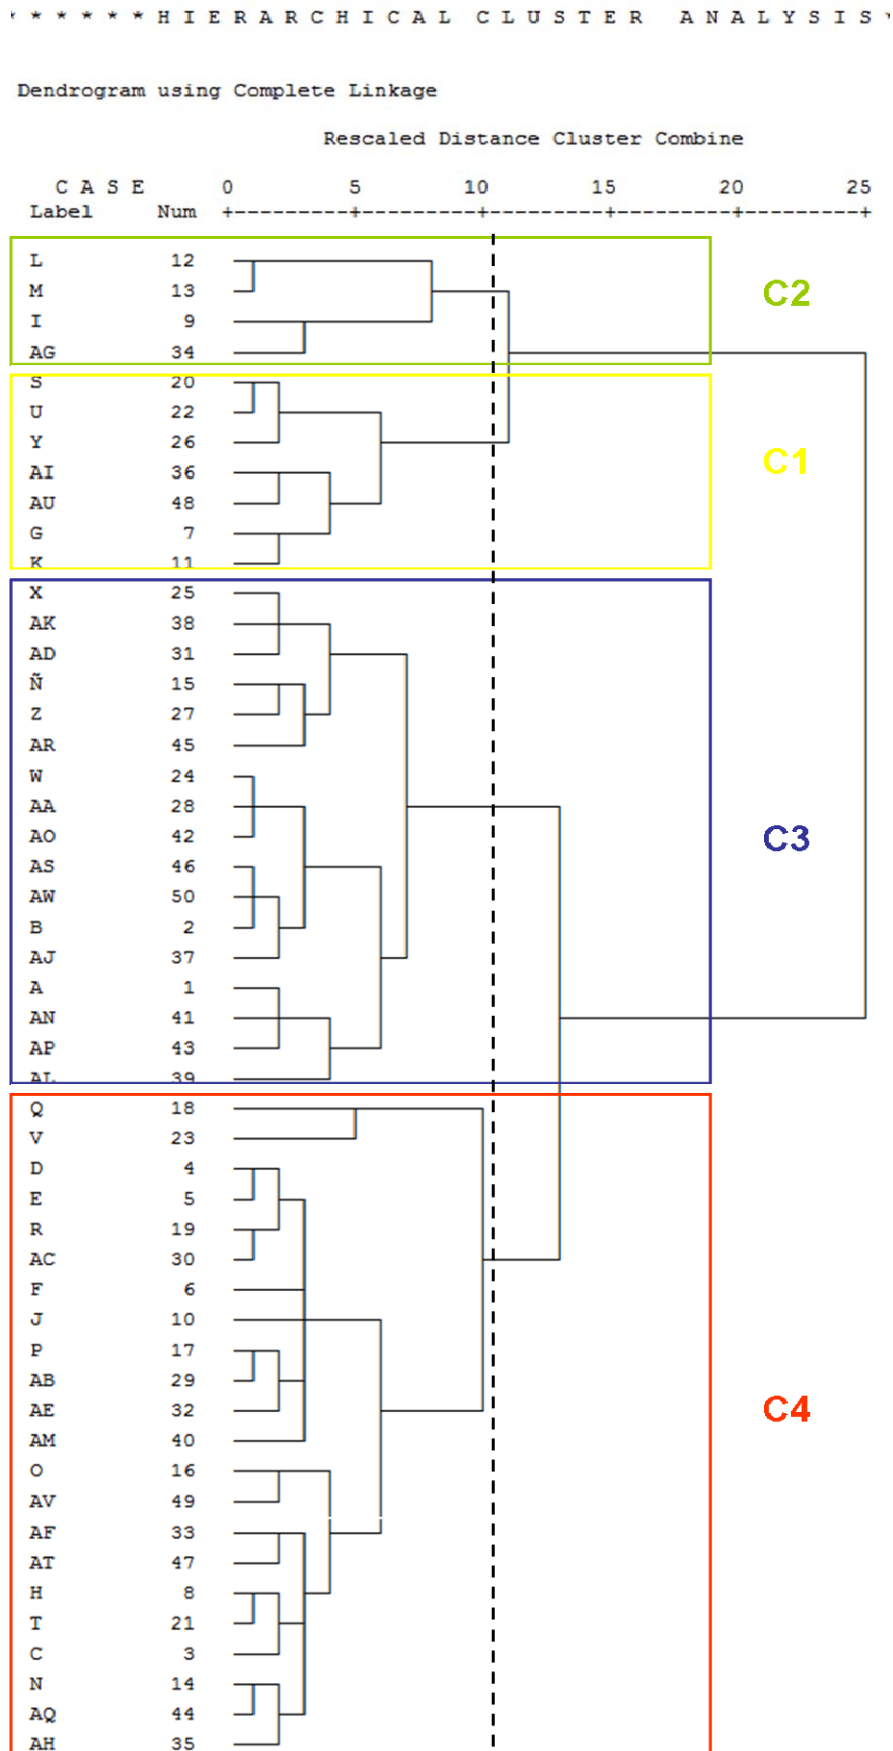 * * * * * * H I E R A R C H I C A L C L U S T E R A N A L Y S I S *
Dendrogram using Complete Linkage
Rescaled Distance Cluster Combine
C A S E 0 5 10 15 20 25
Label Num +---------+---------+---------+---------+---------+
L 12
M 13
C2
I 9
AG 34
S 20
U 22
Y 26
C1
AI 36
AU 48
G 7
K 11
X 25
AK 38
AD 31
Ñ 15
Z 27
AR 45
W 24
AA 28
AO 42
C3
AS 46
AW 50
B 2
AJ 37
A 1
AN 41
AP 43
AL 39
Q 18
V 23
D 4
E 5
R 19
AC 30
F 6
J 10
P 17
AB 29
AE 32
C4
AM 40
O 16
AV 49
AF 33
AT 47
H 8
T 21
C 3
N 14
AQ 44
AH 35